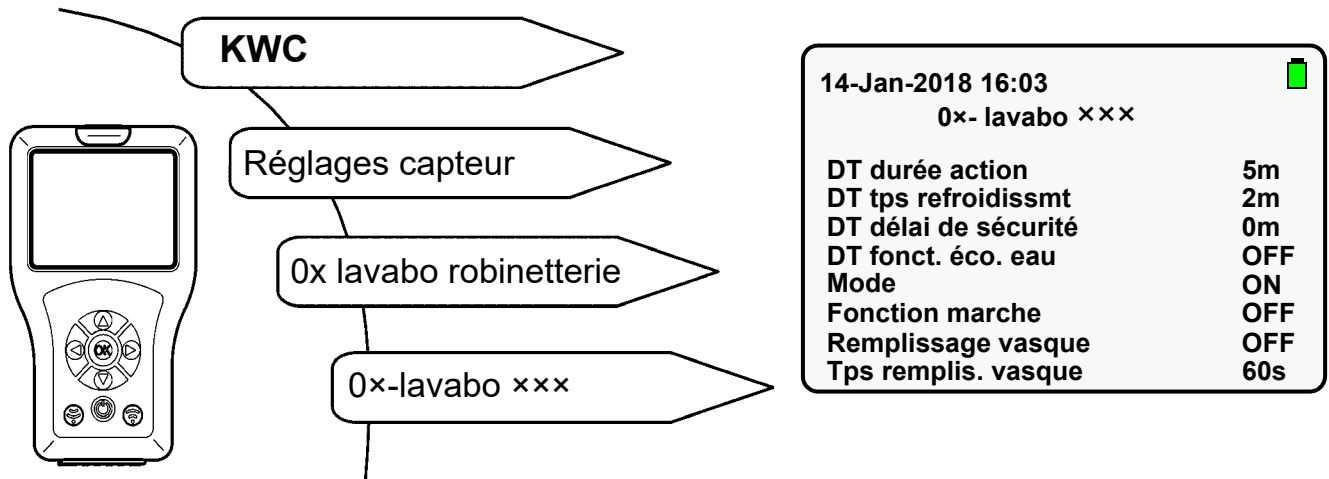 KWC
Réglages capteur
0x lavabo robinetterie
0×-lavabo ×××
OK
14-Jan-2018 16:03
0×- lavabo ×××
DT durée action 5m
DT tps refroidissmt 2m
DT délai de sécurité 0m
DT fonct. éco. eau OFF
Mode ON
Fonction marche OFF
Remplissage vasque OFF
Tps remplis. vasque 60s